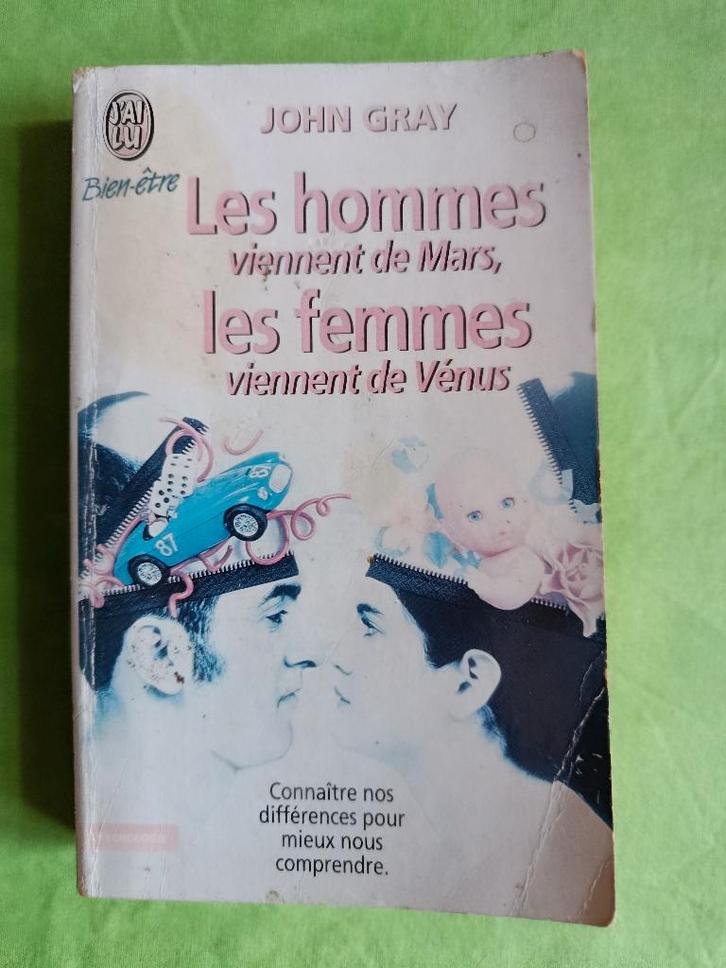 J'AI
LU
JOHN GRAY
Bien-être
Les hommes
viennent de Mars,
les femmes
viennent de Vénus
87
87
Connaître nos
différences pour
mieux nous
comprendre.